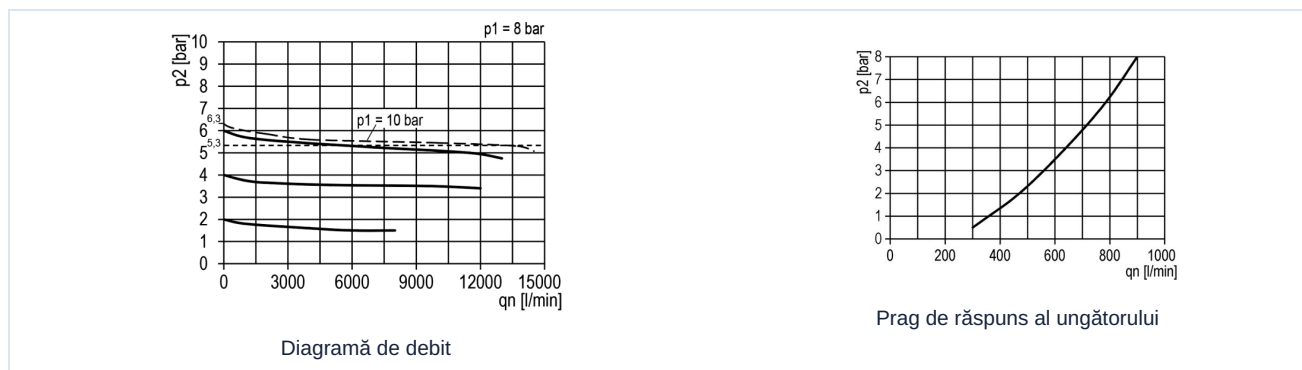 p1 = 8 bar
p2 [bar]
10
9
8
7
6,3
6
5,3
5
4
3
2
1
0
p1 = 10 bar
0 3000 6000 9000 12000 15000
qn [l/min]
Diagramă de debit
p2 [bar]
8
7
6
5
4
3
2
1
0
0 200 400 600 800 1000
qn [l/min]
Prag de răspuns al ungătorului